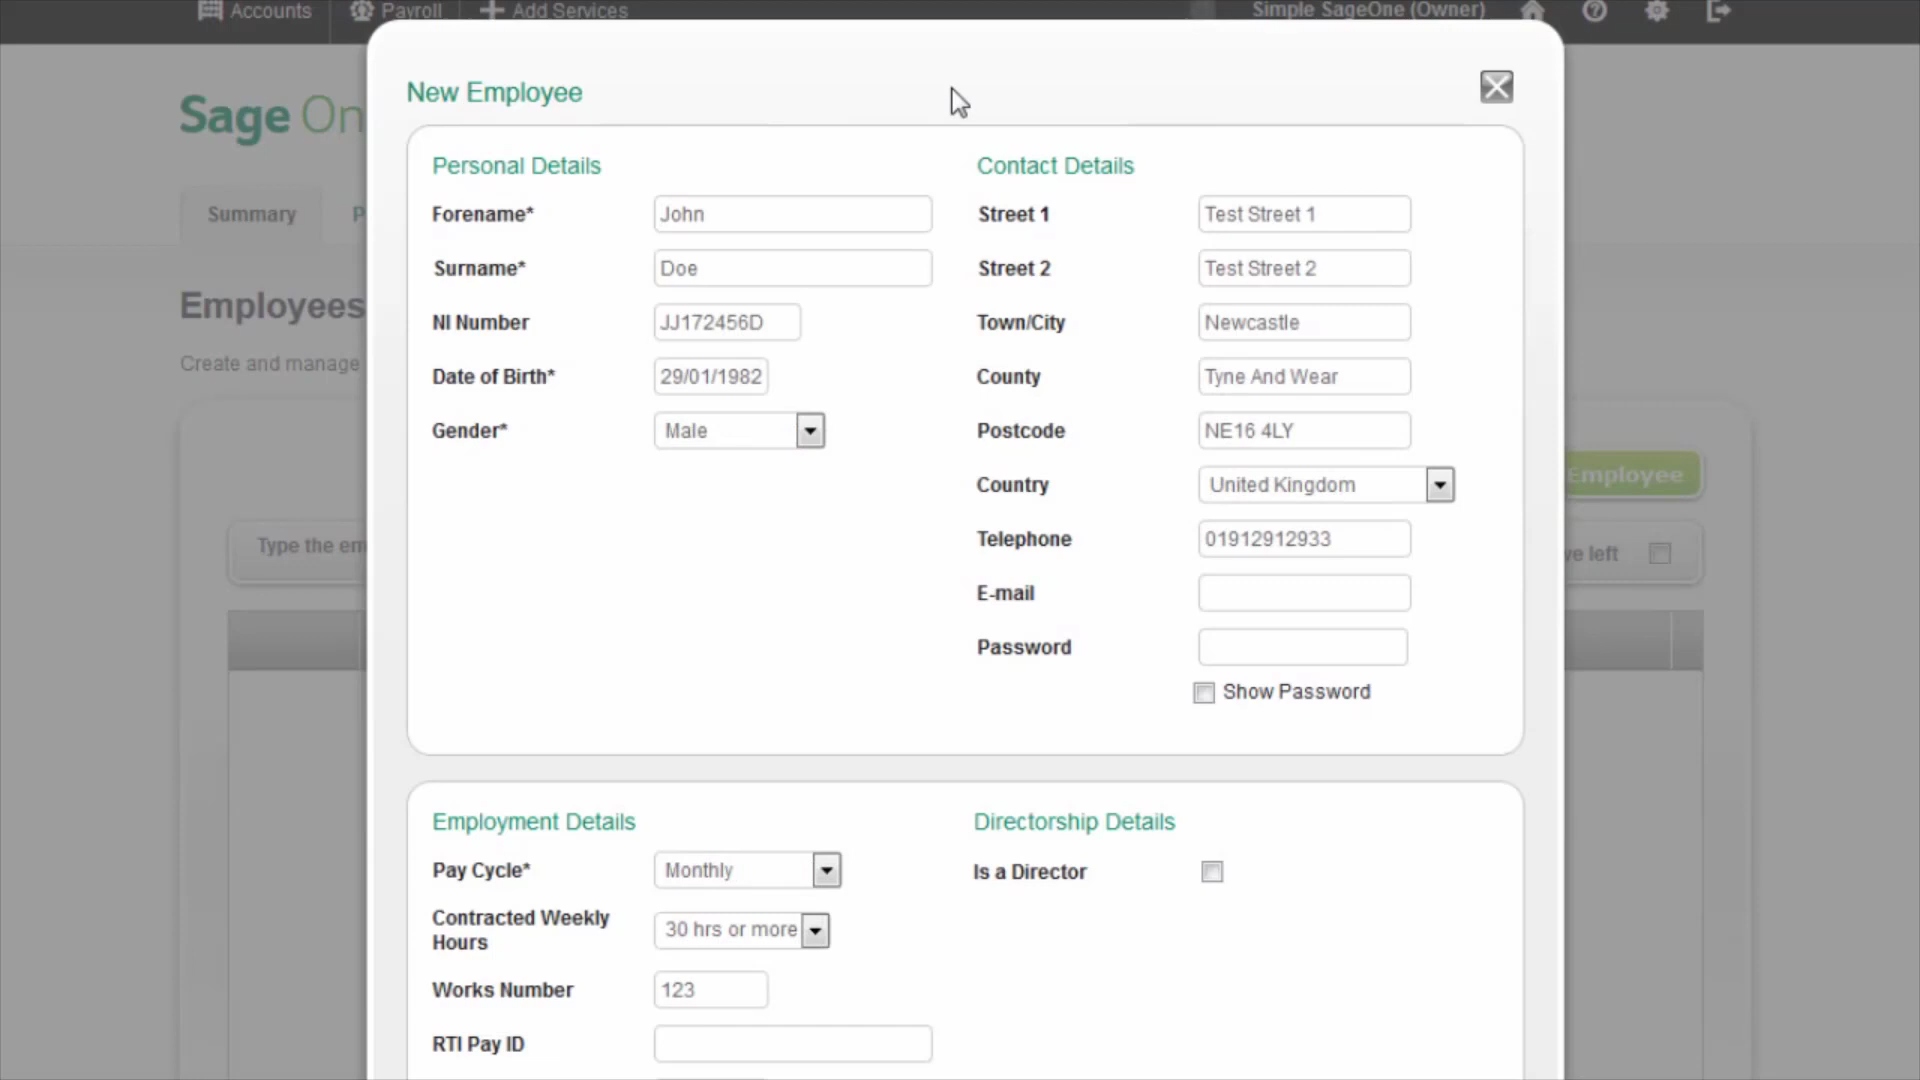 Accounts Payroll Add Services Simple SageOne (Owner)
New Employee
Sage On
Personal Details Contact Details
Forename* John Street 1 Test Street 1
Summary P
Surname* Doe Street 2 Test Street 2
Employees
NI Number JJ172456D Town/City Newcastle
Create and manage
Date of Birth* 29/01/1982 County Tyne And Wear
Gender* Male Postcode NE16 4LY
Employee
Country United Kingdom
Telephone 01912912933
Type the em ve left
E-mail
Password
Show Password
Employment Details Directorship Details
Pay Cycle* Monthly Is a Director
Contracted Weekly
Hours 30 hrs or more
Works Number 123
RTI Pay ID